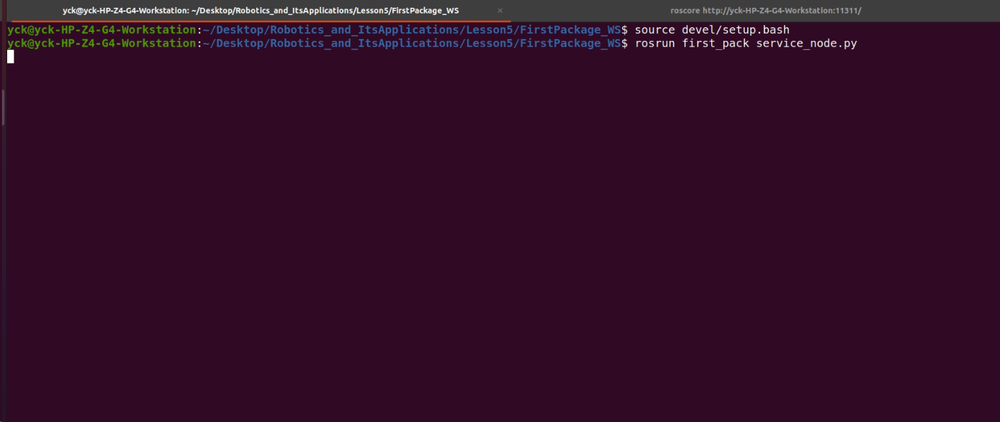 yck@yck-HP-Z4-G4-Workstation: ~/Desktop/Robotics_and_ItsApplications/Lesson5/FirstPackage_WS
roscore http://yck-HP-Z4-G4-Workstation:11311/
yck@yck-HP-Z4-G4-Workstation:~/Desktop/Robotics_and_ItsApplications/Lesson5/FirstPackage_WS$ source devel/setup.bash
yck@yck-HP-Z4-G4-Workstation:~/Desktop/Robotics_and_ItsApplications/Lesson5/FirstPackage_WS$ rosrun first_pack service_node.py